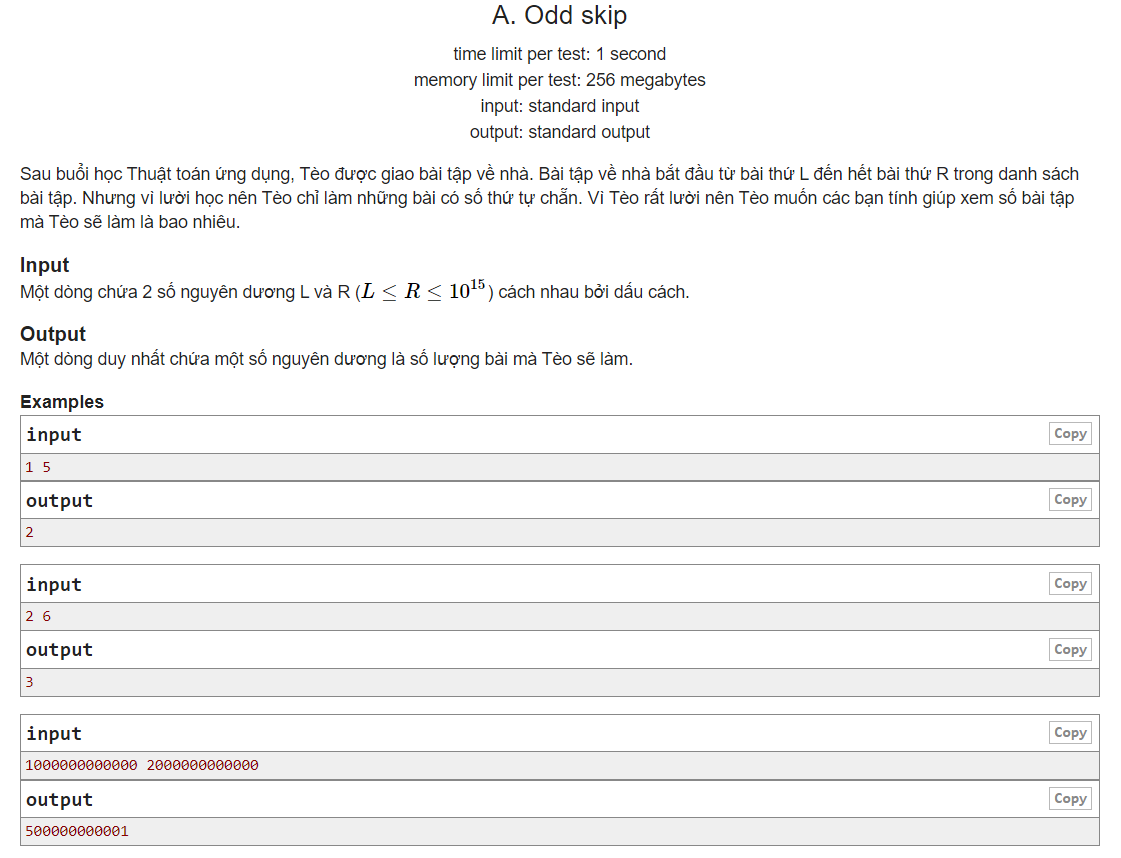 A. Odd skip
time limit per test: 1 second
memory limit per test: 256 megabytes
input: standard input
output: standard output
Sau buổi học Thuật toán ứng dụng, Tèo được giao bài tập về nhà. Bài tập về nhà bắt đầu từ bài thứ L đến hết bài thứ R trong danh sách
bài tập. Nhưng vì lười học nên Tèo chỉ làm những bài có số thứ tự chẵn. Vì Tèo rất lười nên Tèo muốn các bạn tính giúp xem số bài tập
mà Tèo sẽ làm là bao nhiêu.
Input
Một dòng chứa 2 số nguyên dương L và R (L ≤ R ≤ 10^15) cách nhau bởi dấu cách.
Output
Một dòng duy nhất chứa một số nguyên dương là số lượng bài mà Tèo sẽ làm.
Examples
input Copy
1 5
output Copy
2
input Copy
2 6
output Copy
3
input Copy
1000000000000 2000000000000
output Copy
500000000001